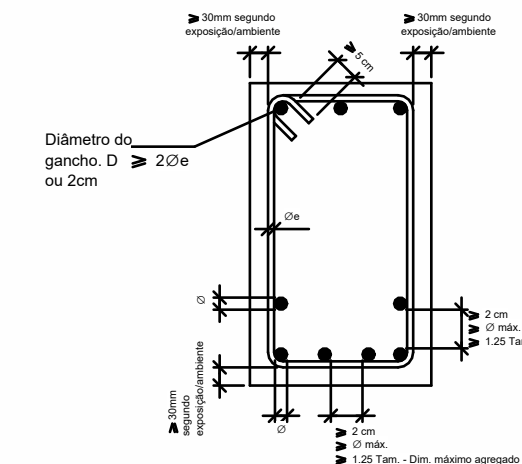 ⩾ 30mm segundo
exposição/ambiente
⩾ 30mm segundo
exposição/ambiente
⩾ 5 cm
Diâmetro do
gancho. D ⩾ 2∅e
ou 2cm
∅e
∅
⩾ 2 cm
⩾ ∅ máx.
⩾ 1.25 Tam
⩾ 30mm
segundo
exposição/ambiente
∅
⩾ 2 cm
⩾ ∅ máx.
⩾ 1.25 Tam. - Dim. máximo agregado